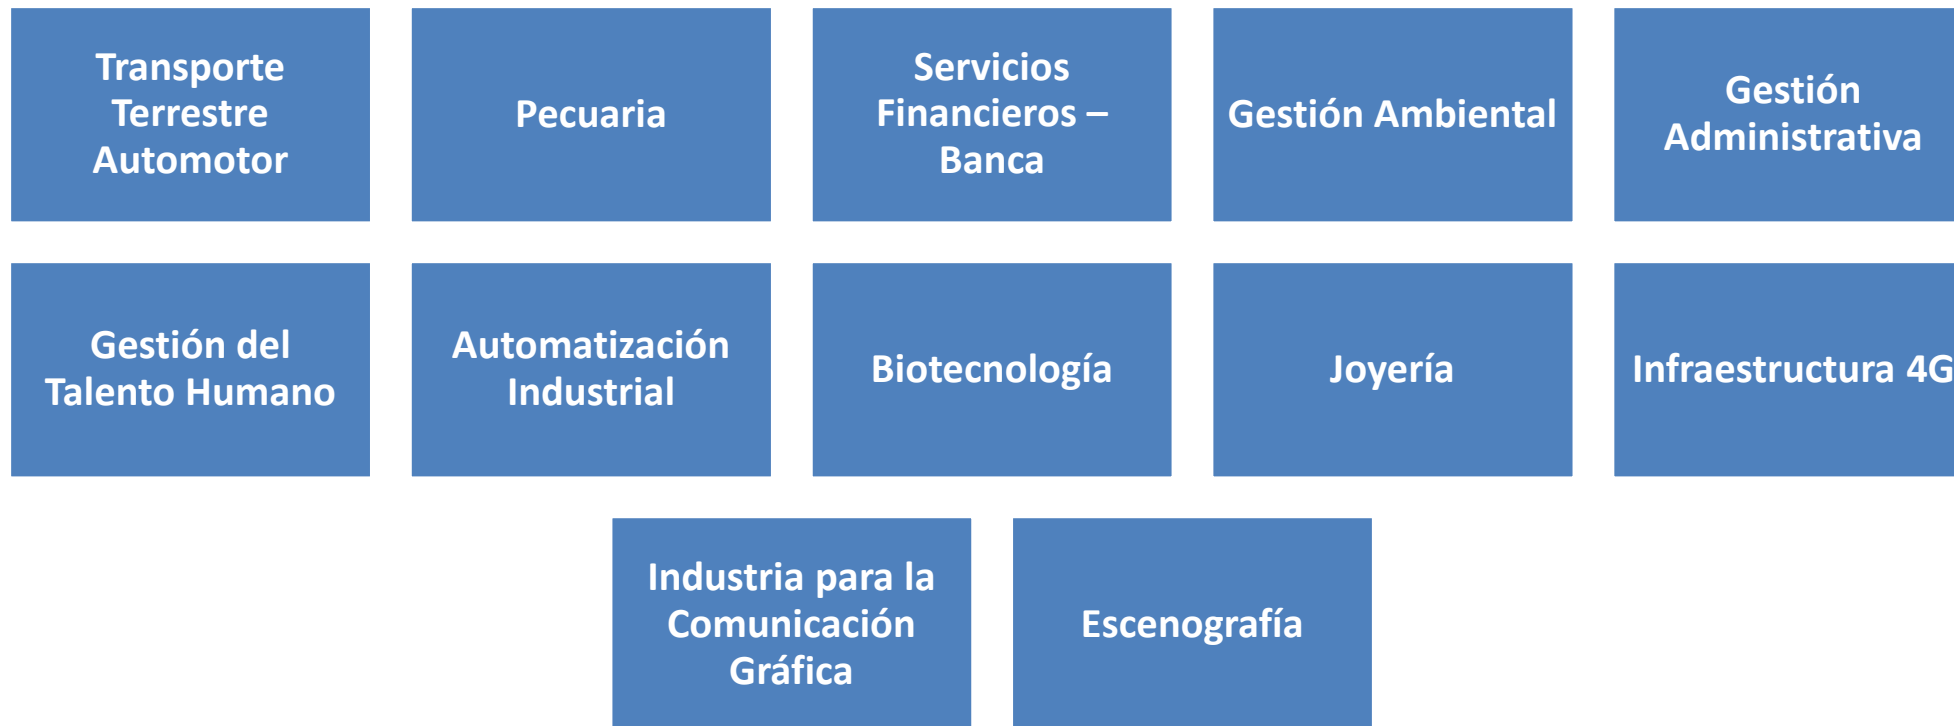 Transporte
Terrestre
Automotor
Pecuaria
Servicios
Financieros –
Banca
Gestión Ambiental
Gestión
Administrativa
Gestión del
Talento Humano
Automatización
Industrial
Biotecnología
Joyería
Infraestructura 4G
Industria para la
Comunicación
Gráfica
Escenografía